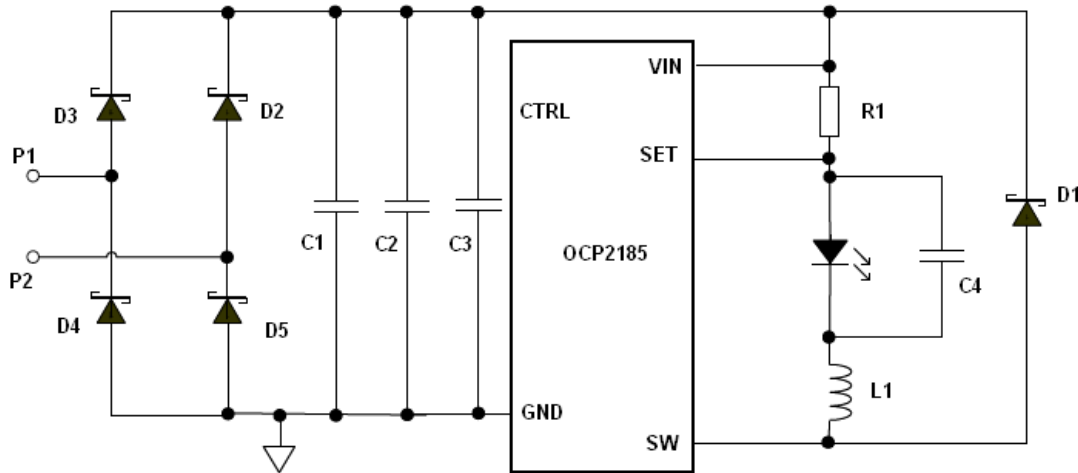 VIN
D3
D2
CTRL
R1
P1
SET
D1
C1
C2
C3
OCP2185
C4
P2
D4
D5
L1
GND
SW